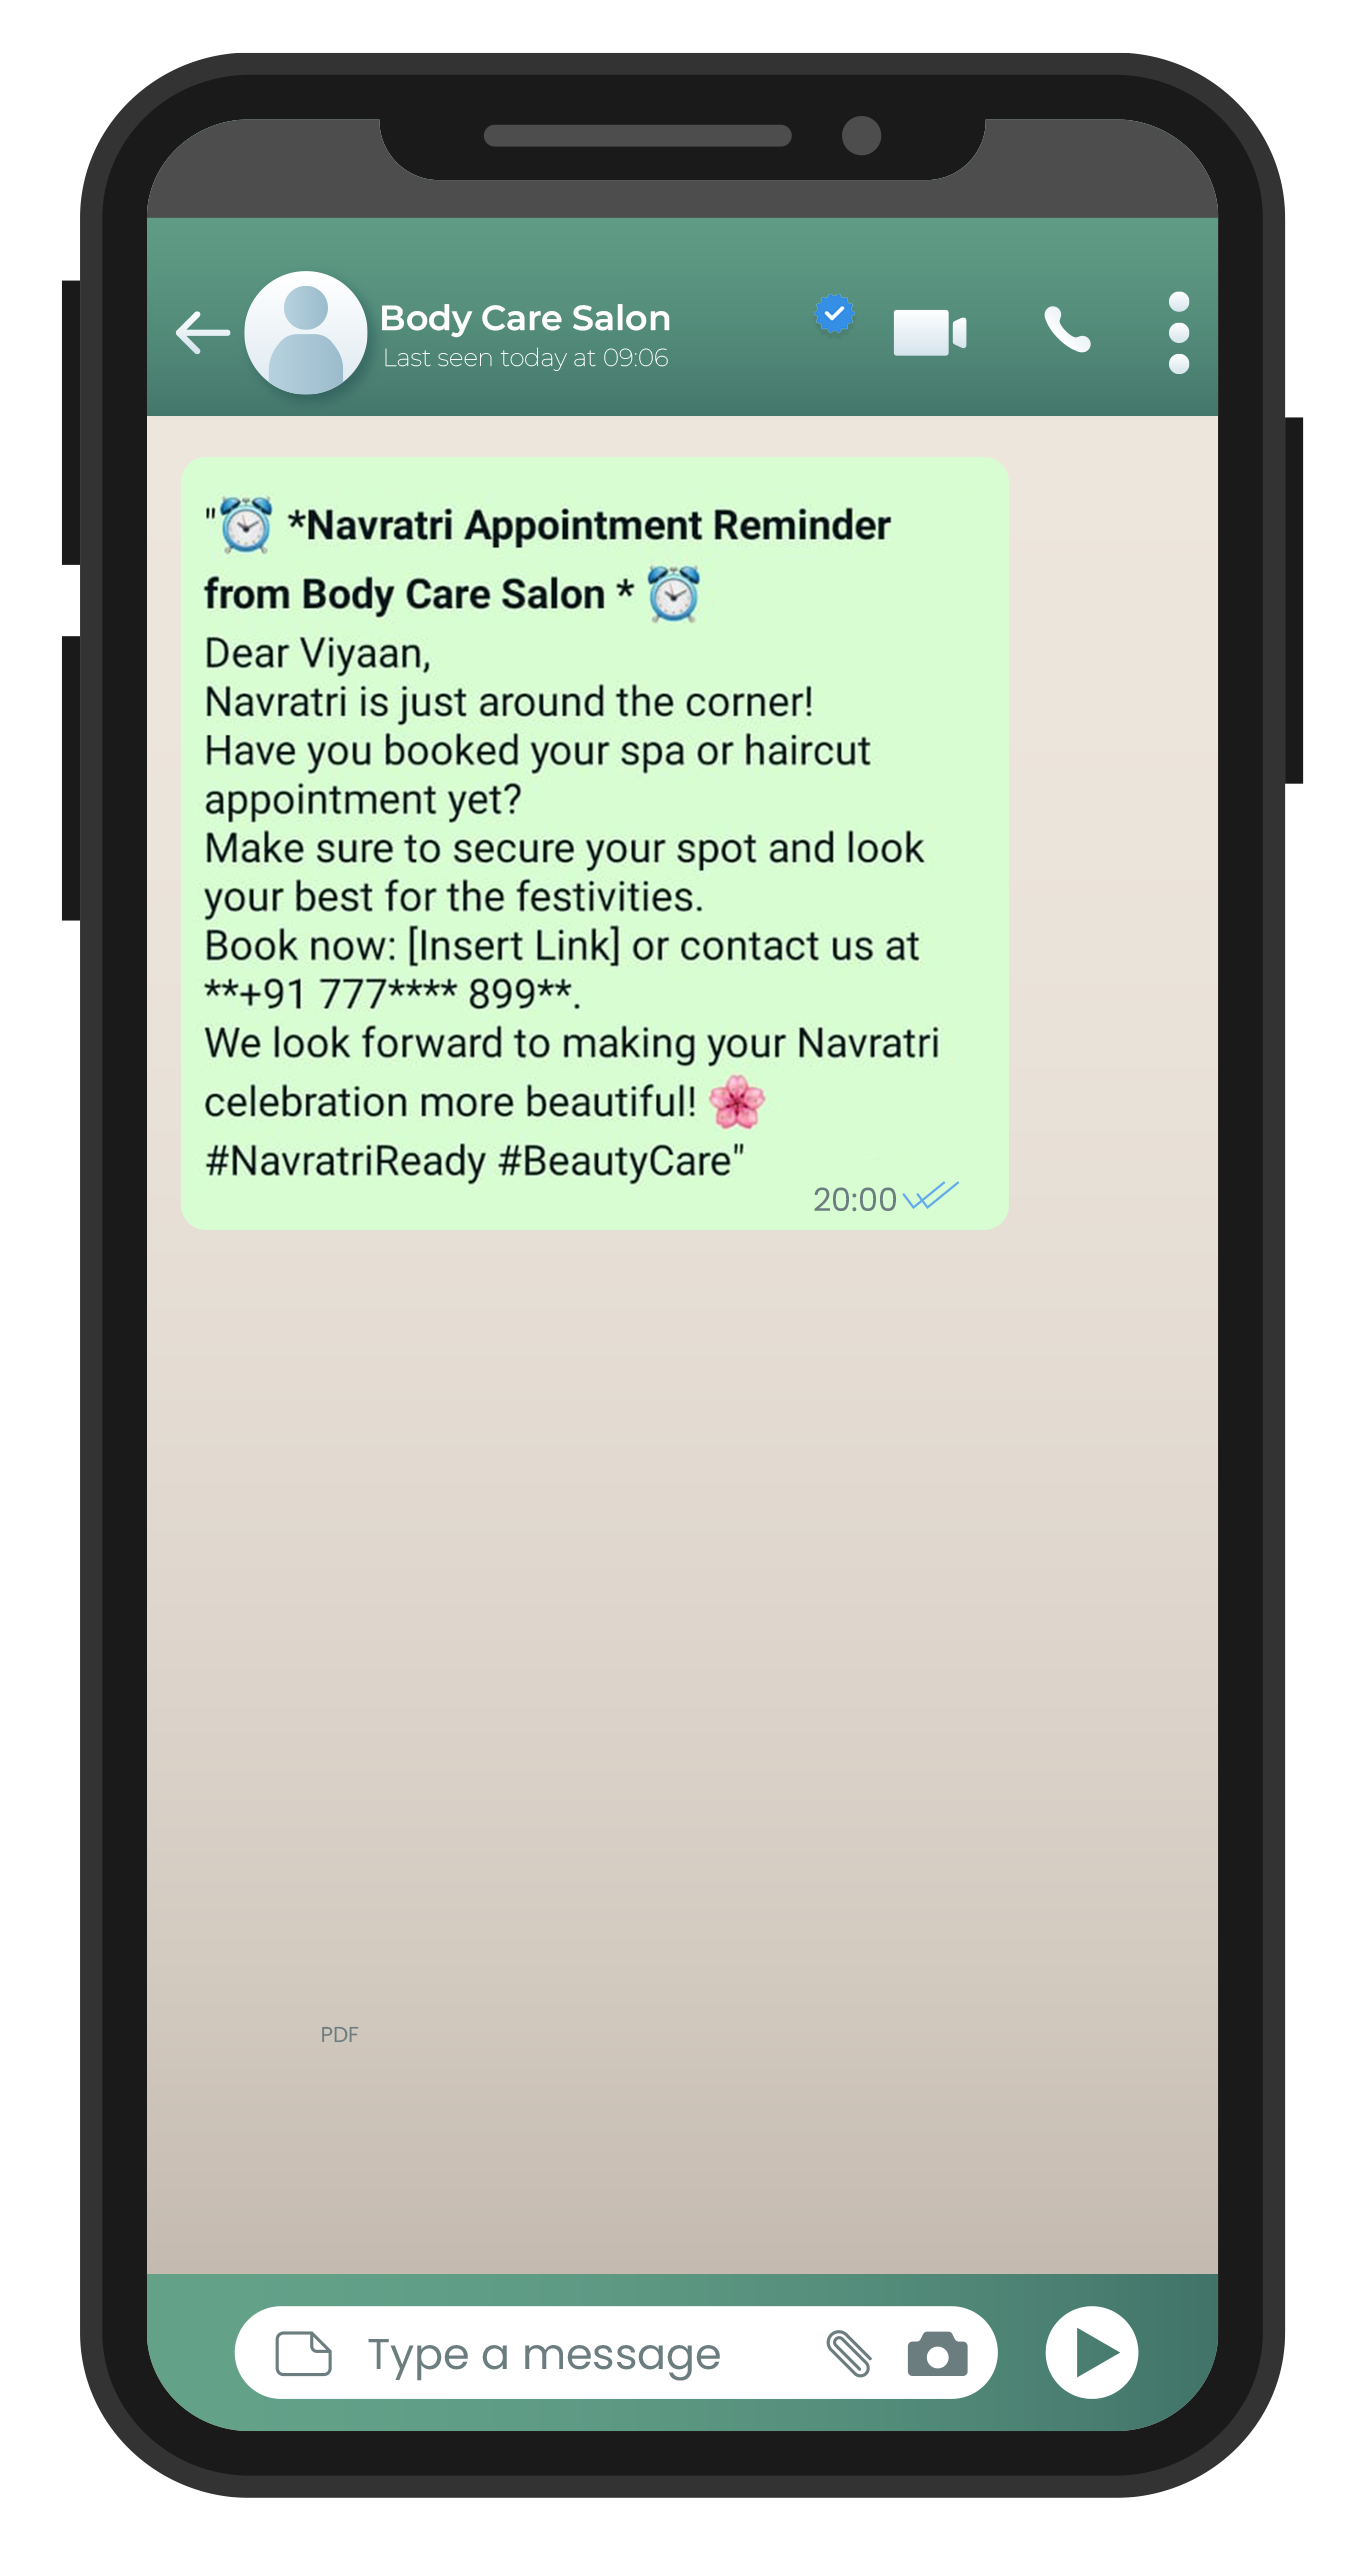 Body Care Salon
Last seen today at 09:06
"⏰ *Navratri Appointment Reminder
from Body Care Salon * ⏰
Dear Viyaan,
Navratri is just around the corner!
Have you booked your spa or haircut
appointment yet?
Make sure to secure your spot and look
your best for the festivities.
Book now: [Insert Link] or contact us at
**+91 777**** 899**.
We look forward to making your Navratri
celebration more beautiful! 🌸
#NavratriReady #BeautyCare"
20:00
PDF
Type a message